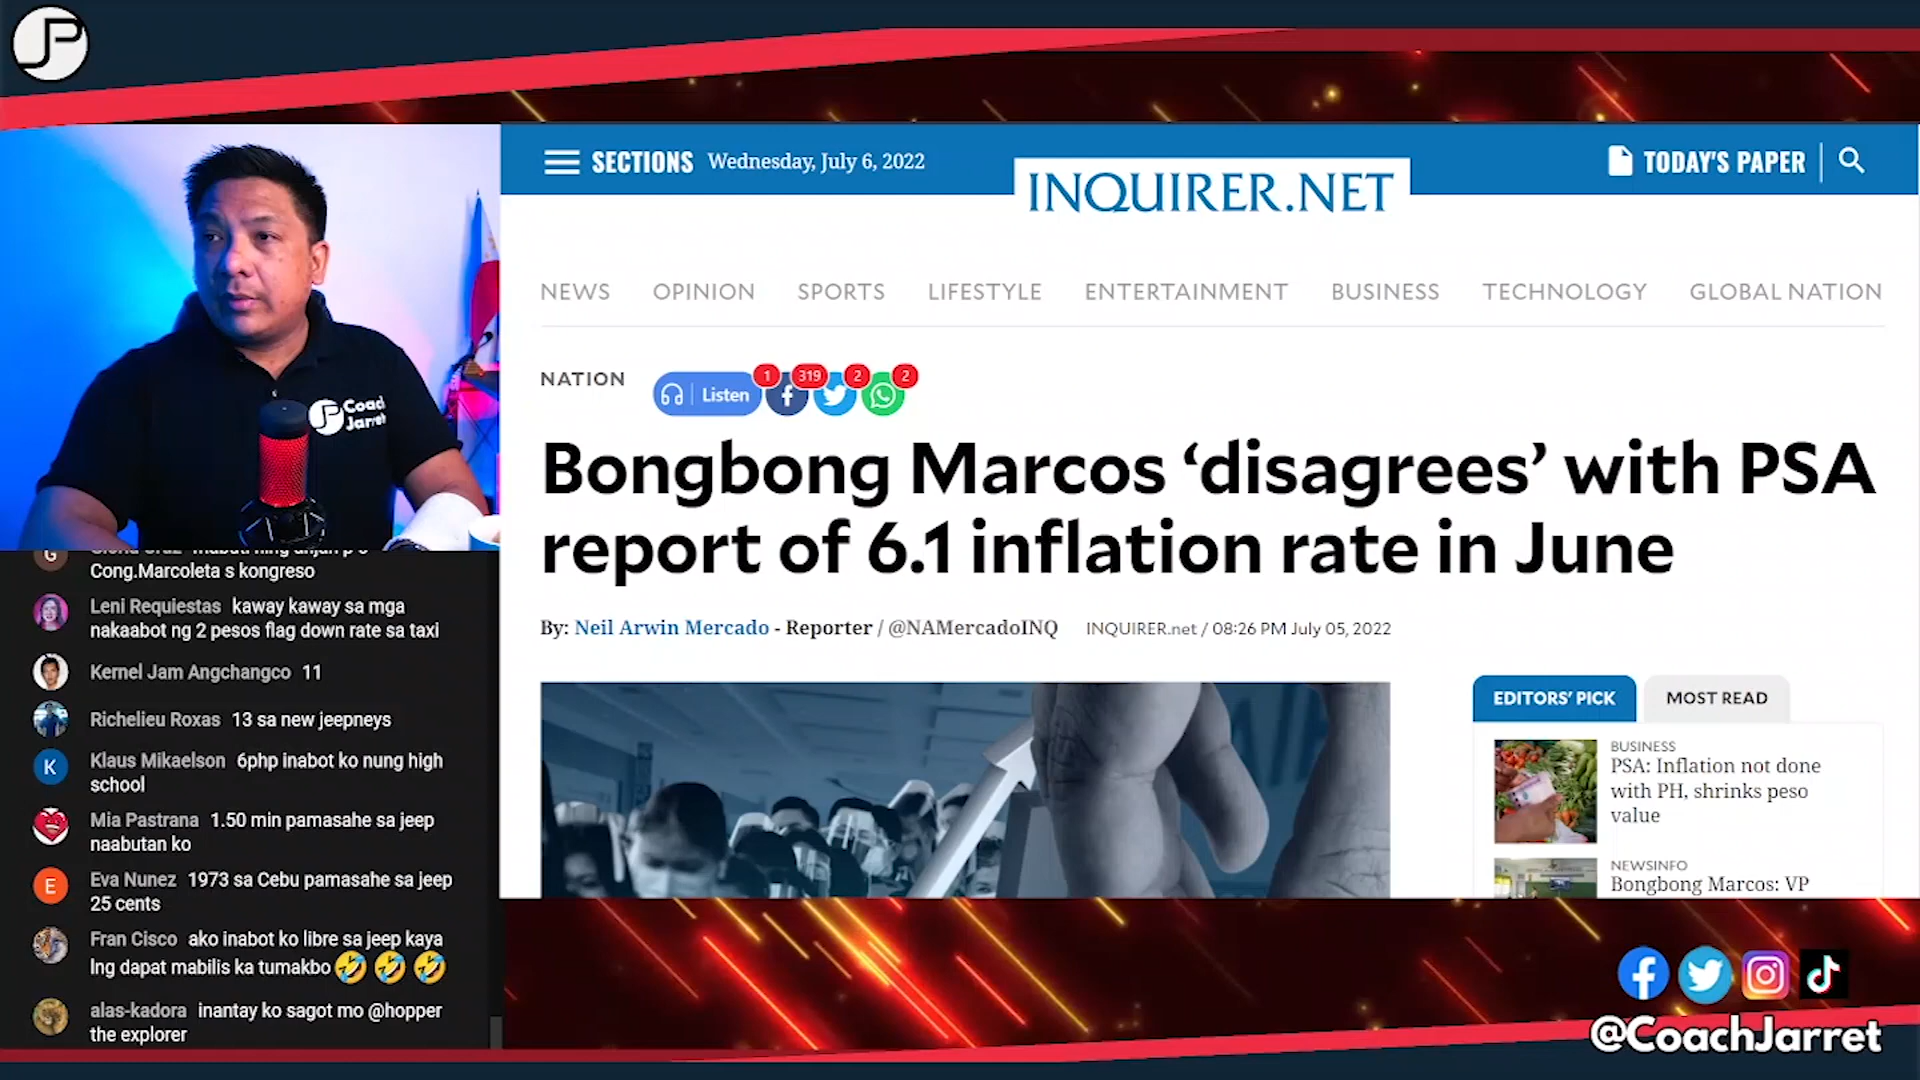 JP
SECTIONS Wednesday, July 6, 2022
INQUIRER.NET
TODAY'S PAPER
NEWS OPINION SPORTS LIFESTYLE ENTERTAINMENT BUSINESS TECHNOLOGY GLOBAL NATION
NATION
Listen
1 319 2 2
Bongbong Marcos ‘disagrees’ with PSA
report of 6.1 inflation rate in June
By: Neil Arwin Mercado - Reporter / @NAMercadoINQ
INQUIRER.net / 08:26 PM July 05, 2022
EDITORS' PICK
MOST READ
BUSINESS
PSA: Inflation not done
with PH, shrinks peso
value
NEWSINFO
Bongbong Marcos: VP
Coach
Jarret
G
Cong.Marcoleta s kongreso
Leni Requiestas kaway kaway sa mga
nakaabot ng 2 pesos flag down rate sa taxi
Kernel Jam Angchangco 11
Richelieu Roxas 13 sa new jeepneys
K
Klaus Mikaelson 6php inabot ko nung high
school
Mia Pastrana 1.50 min pamasahe sa jeep
naabutan ko
E
Eva Nunez 1973 sa Cebu pamasahe sa jeep
25 cents
Fran Cisco ako inabot ko libre sa jeep kaya
lng dapat mabilis ka tumakbo 🤣 🤣 🤣
alas-kadora inantay ko sagot mo @hopper
the explorer
@CoachJarret